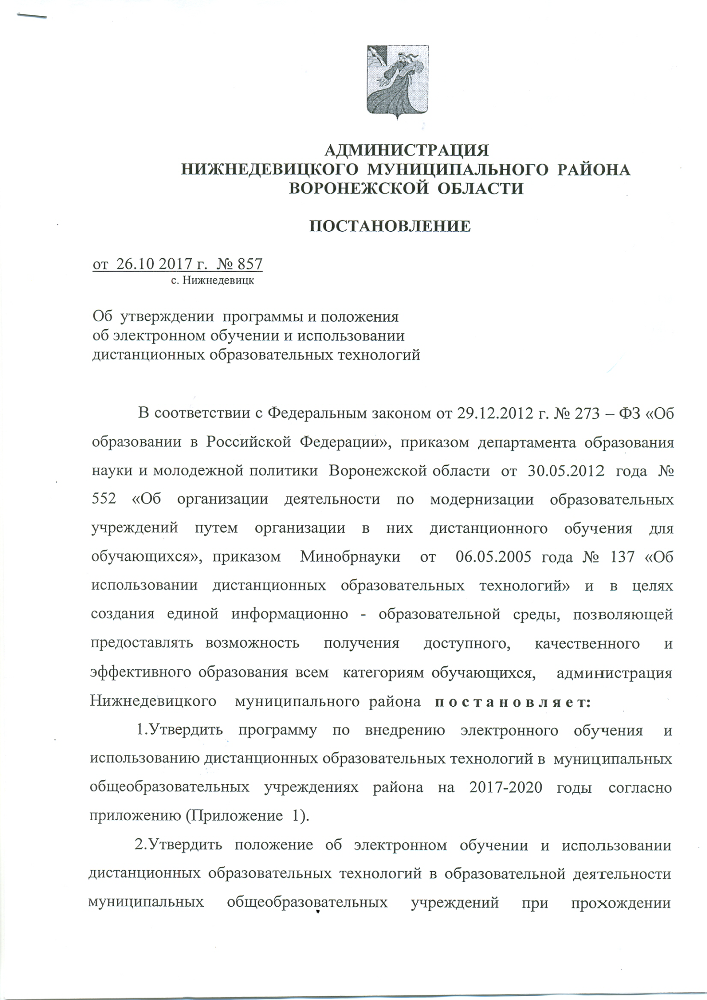 АДМИНИСТРАЦИЯ
НИЖНЕДЕВИЦКОГО МУНИЦИПАЛЬНОГО РАЙОНА
ВОРОНЕЖСКОЙ ОБЛАСТИ
ПОСТАНОВЛЕНИЕ
от 26.10 2017 г. № 857
с. Нижнедевицк
Об утверждении программы и положения
об электронном обучении и использовании
дистанционных образовательных технологий
В соответствии с Федеральным законом от 29.12.2012 г. № 273 – ФЗ «Об
образовании в Российской Федерации», приказом департамента образования
науки и молодежной политики Воронежской области от 30.05.2012 года №
552 «Об организации деятельности по модернизации образовательных
учреждений путем организации в них дистанционного обучения для
обучающихся», приказом Минобрнауки от 06.05.2005 года № 137 «Об
использовании дистанционных образовательных технологий» и в целях
создания единой информационно - образовательной среды, позволяющей
предоставлять возможность получения доступного, качественного и
эффективного образования всем категориям обучающихся, администрация
Нижнедевицкого муниципального района п о с т а н о в л я е т:
1.Утвердить программу по внедрению электронного обучения и
использованию дистанционных образовательных технологий в муниципальных
общеобразовательных учреждениях района на 2017-2020 годы согласно
приложению (Приложение 1).
2.Утвердить положение об электронном обучении и использовании
дистанционных образовательных технологий в образовательной деятельности
муниципальных общеобразовательных учреждений при прохождении